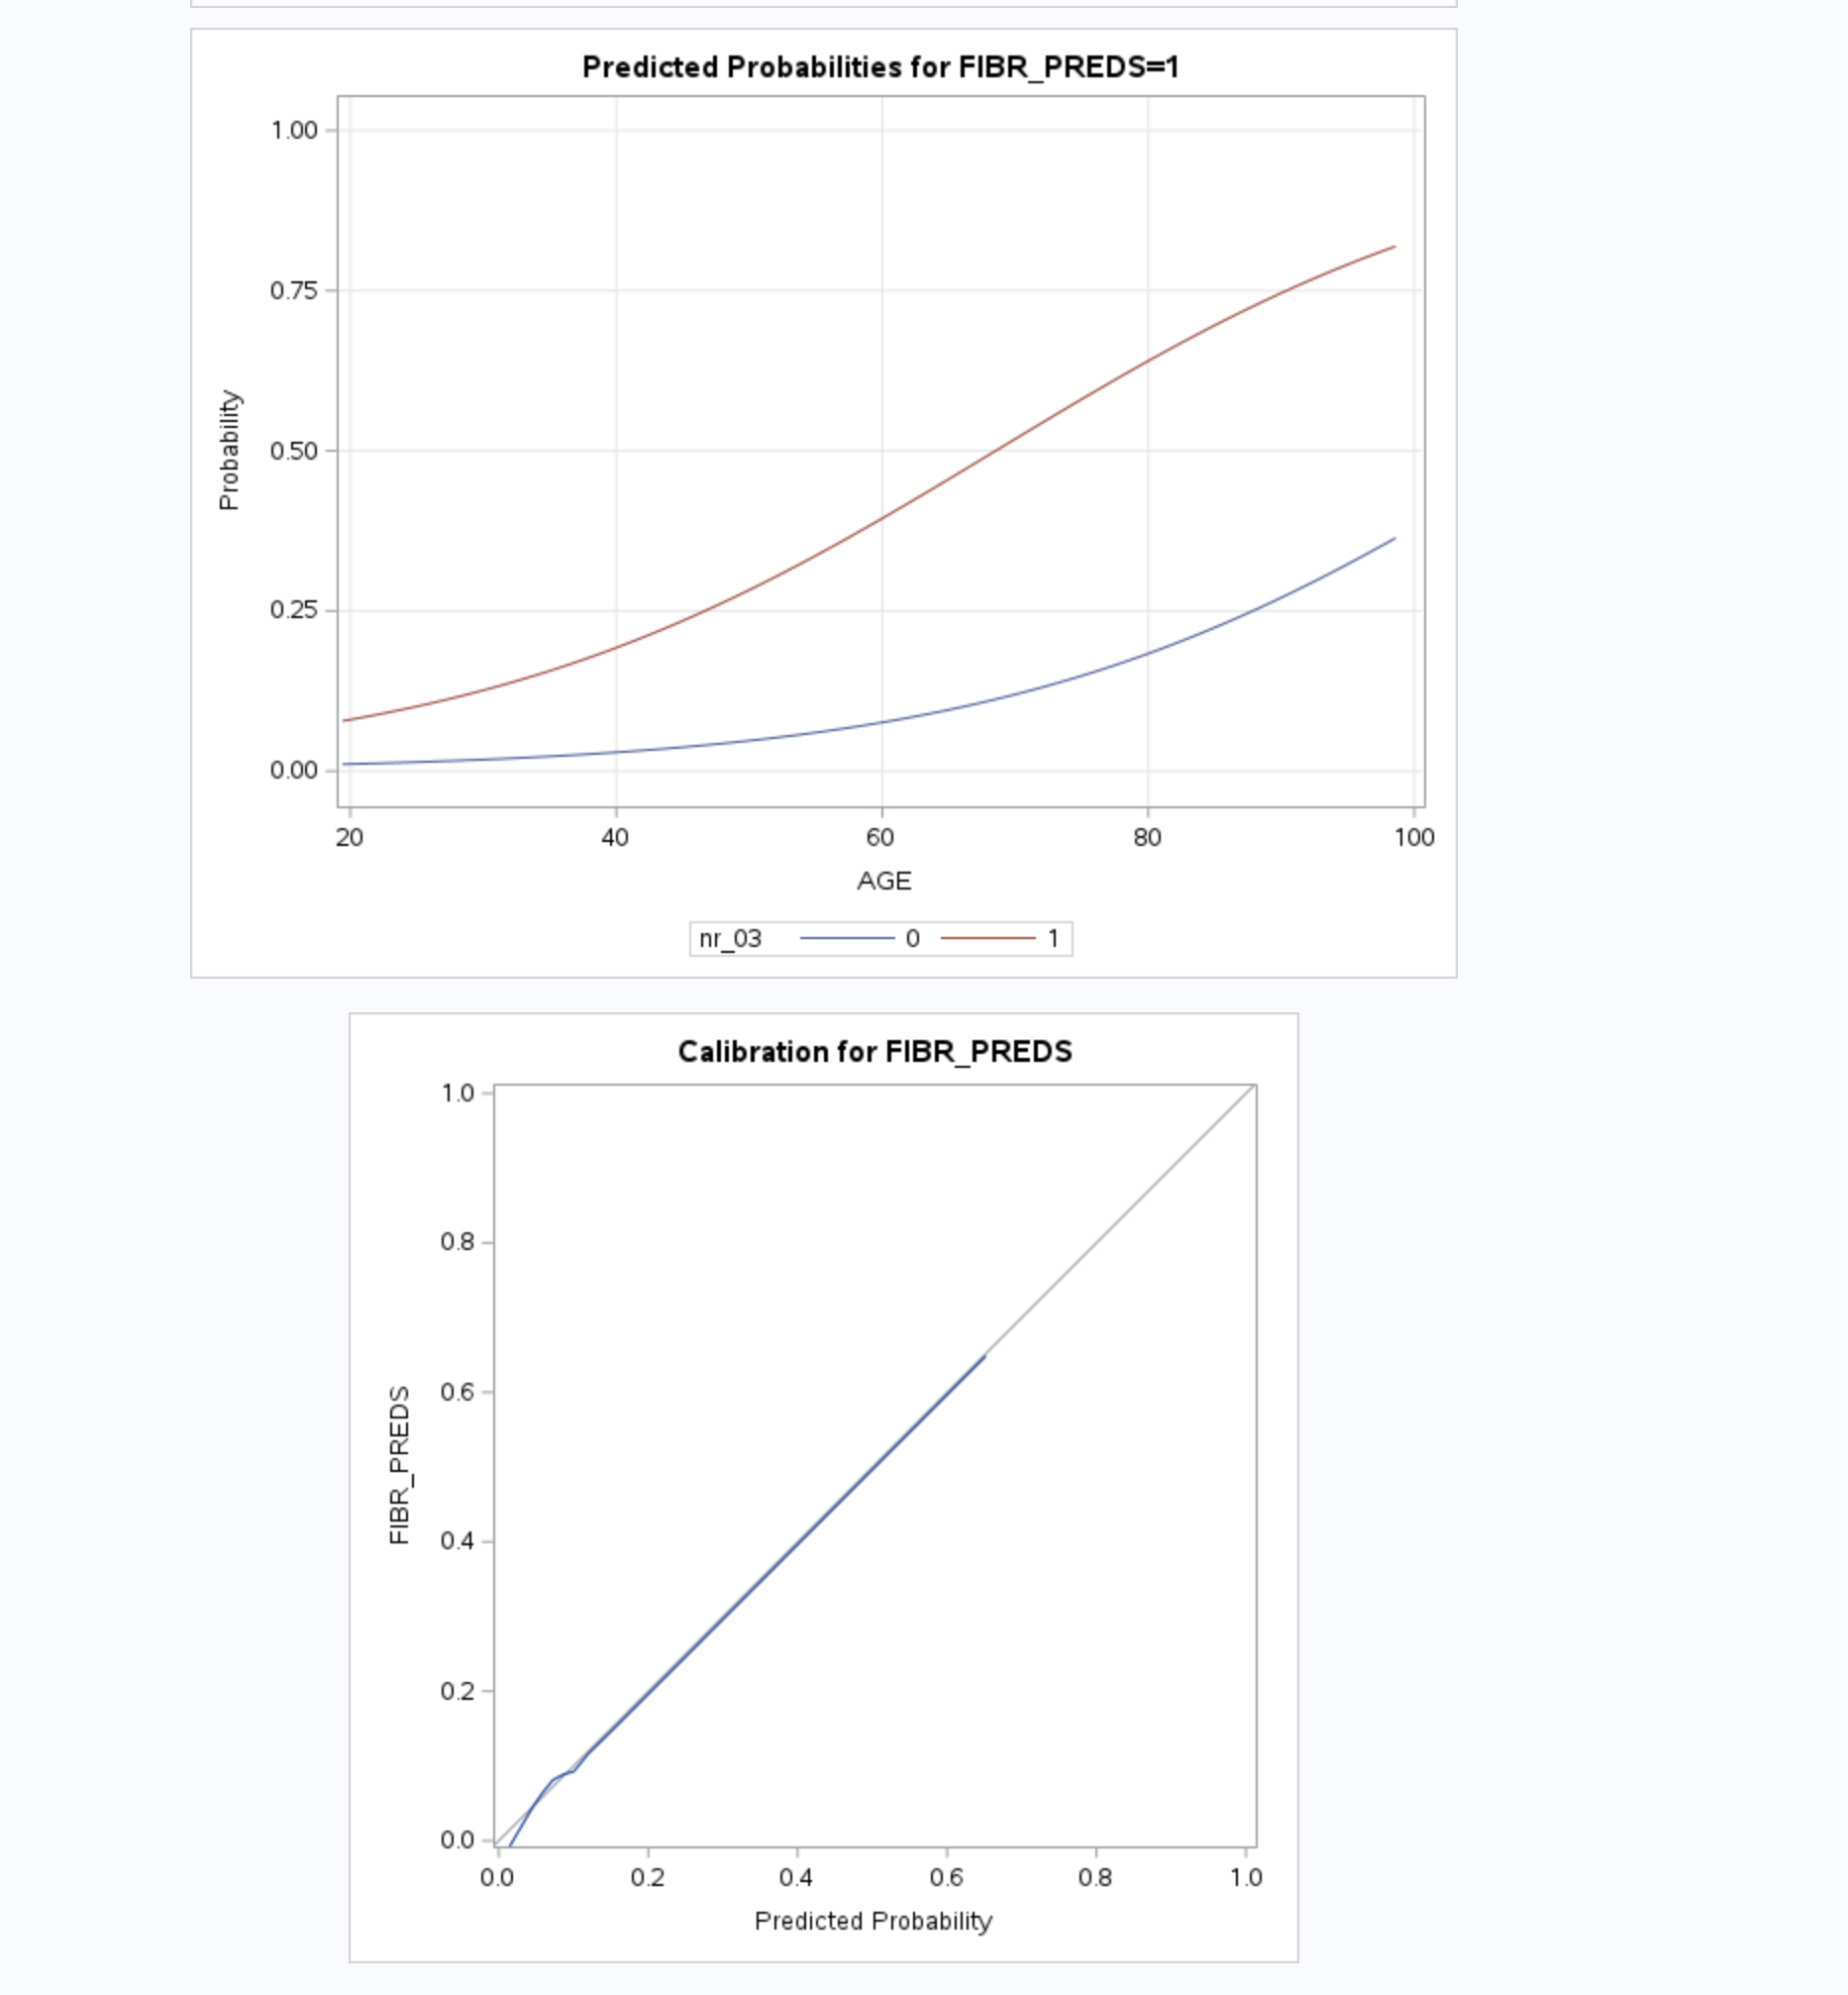 Predicted Probabilities for FIBR_PREDS=1
1.00
0.75
0.50
0.25
0.00
Probability
20 40 60 80 100
AGE
nr_03 0 1
Calibration for FIBR_PREDS
1.0
0.8
0.6
0.4
0.2
0.0
FIBR_PREDS
0.0 0.2 0.4 0.6 0.8 1.0
Predicted Probability